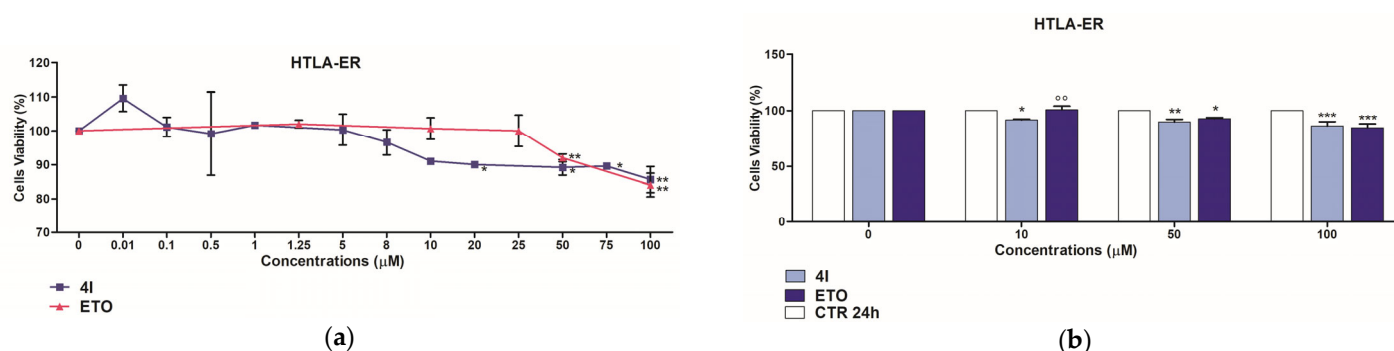 HTLA-ER
120
110
100
90
80
70
Cells Viability (%)
**
*
*
*
**
**
0 0.01 0.1 0.5 1 1.25 5 8 10 20 25 50 75 100
Concentrations (μM)
4I
ETO
(a)
HTLA-ER
150
100
50
0
Cells Viability (%)
* °° ** * *** ***
0 10 50 100
Concentrations (μM)
4I
ETO
CTR 24h
(b)